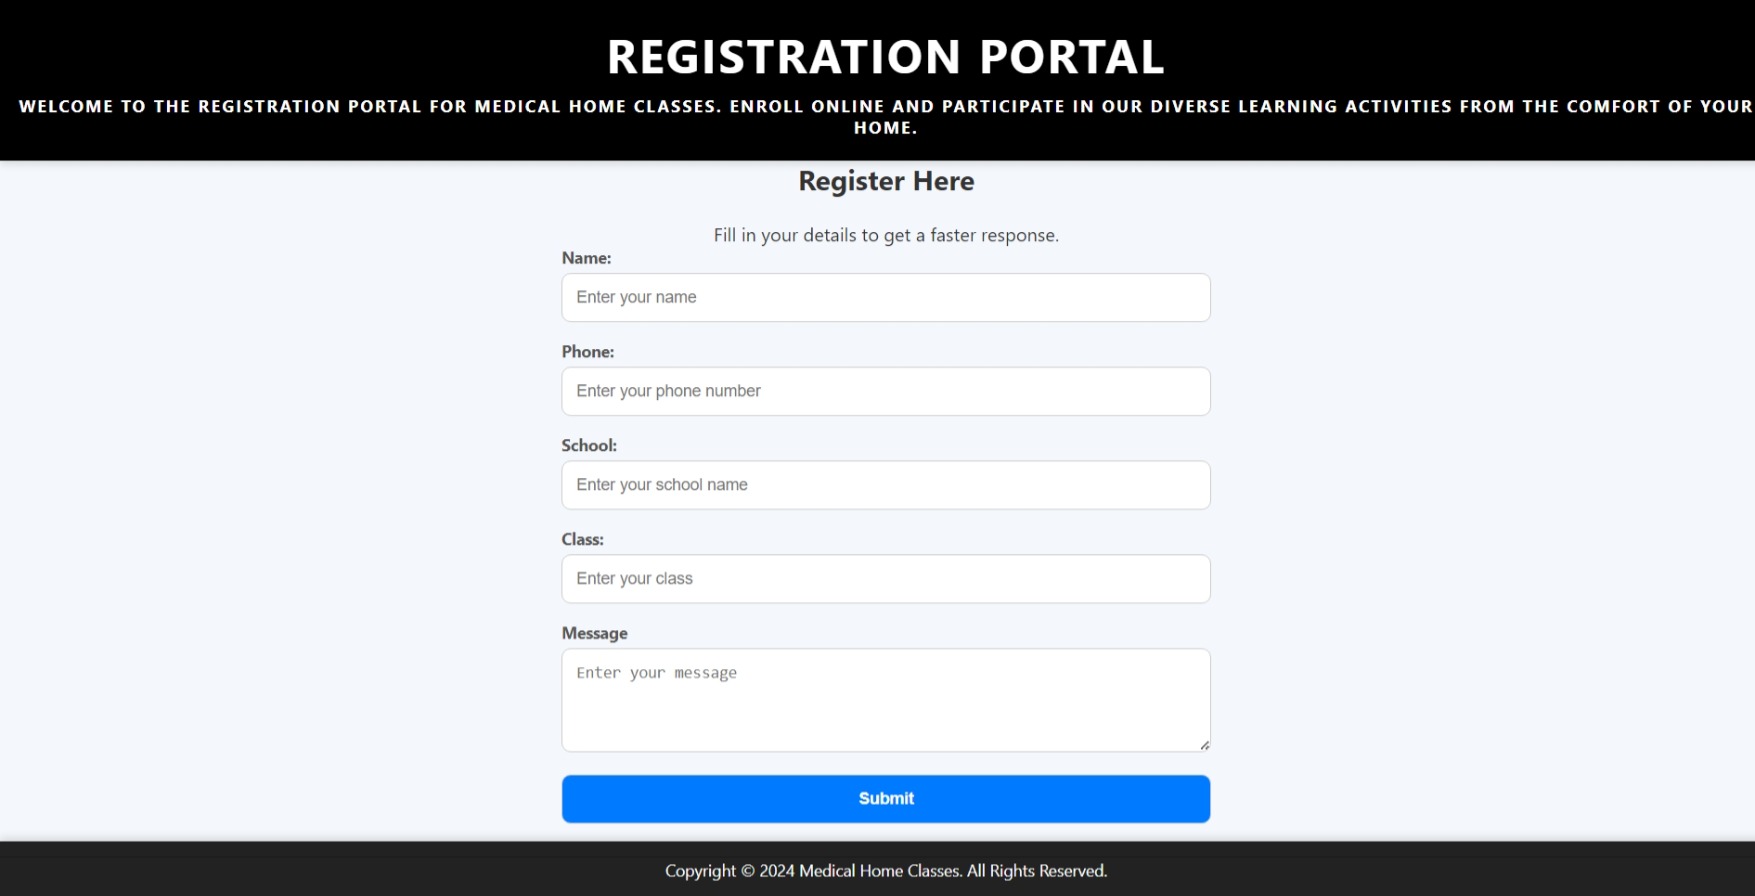 REGISTRATION PORTAL
WELCOME TO THE REGISTRATION PORTAL FOR MEDICAL HOME CLASSES. ENROLL ONLINE AND PARTICIPATE IN OUR DIVERSE LEARNING ACTIVITIES FROM THE COMFORT OF YOUR
HOME.
Register Here
Fill in your details to get a faster response.
Name:
Enter your name
Phone:
Enter your phone number
School:
Enter your school name
Class:
Enter your class
Message
Enter your message
Submit
Copyright © 2024 Medical Home Classes. All Rights Reserved.